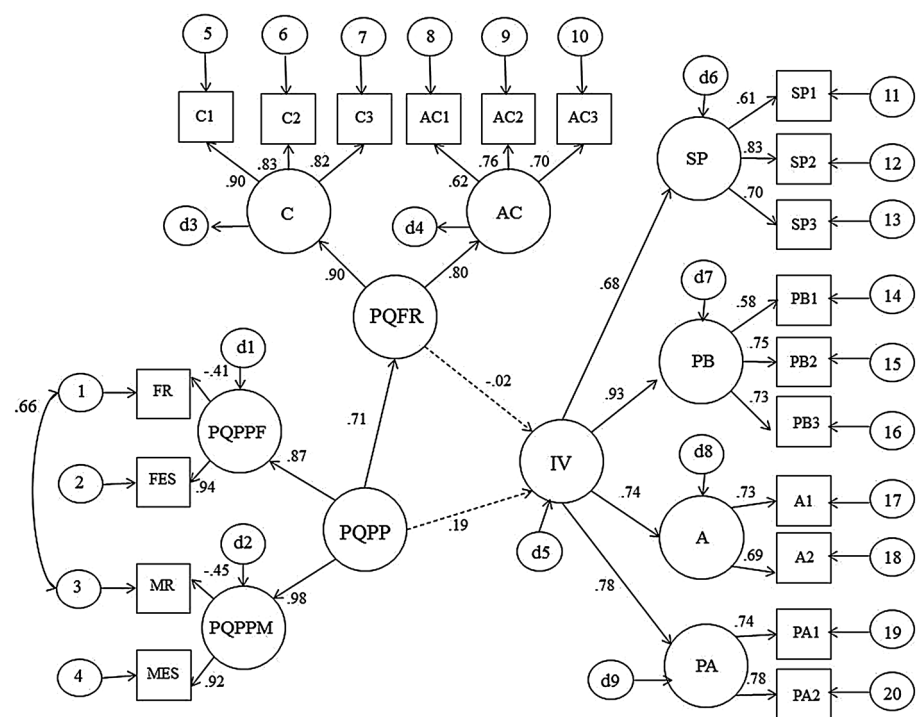 5 6 7 8 9 10
C1 C2 C3 AC1 AC2 AC3
.90 .83 .82 .62 .76 .70
C AC
d3 d4
.90 .80
PQFR
d6
SP
.61 SP1 11
.83 SP2 12
.70 SP3 13
.68
d7
PB
.58 PB1 14
.75 PB2 15
.73 PB3 16
.93
-.02
.71
d1
1 FR -.41
.66
PQPPF
2 FES .94
.87
PQPP
.19
IV
d5
d2
3 MR -.45
.98
PQPPM
4 MES .92
.74
d8
A
.73 A1 17
.69 A2 18
.78
PA
d9
.74 PA1 19
.78 PA2 20